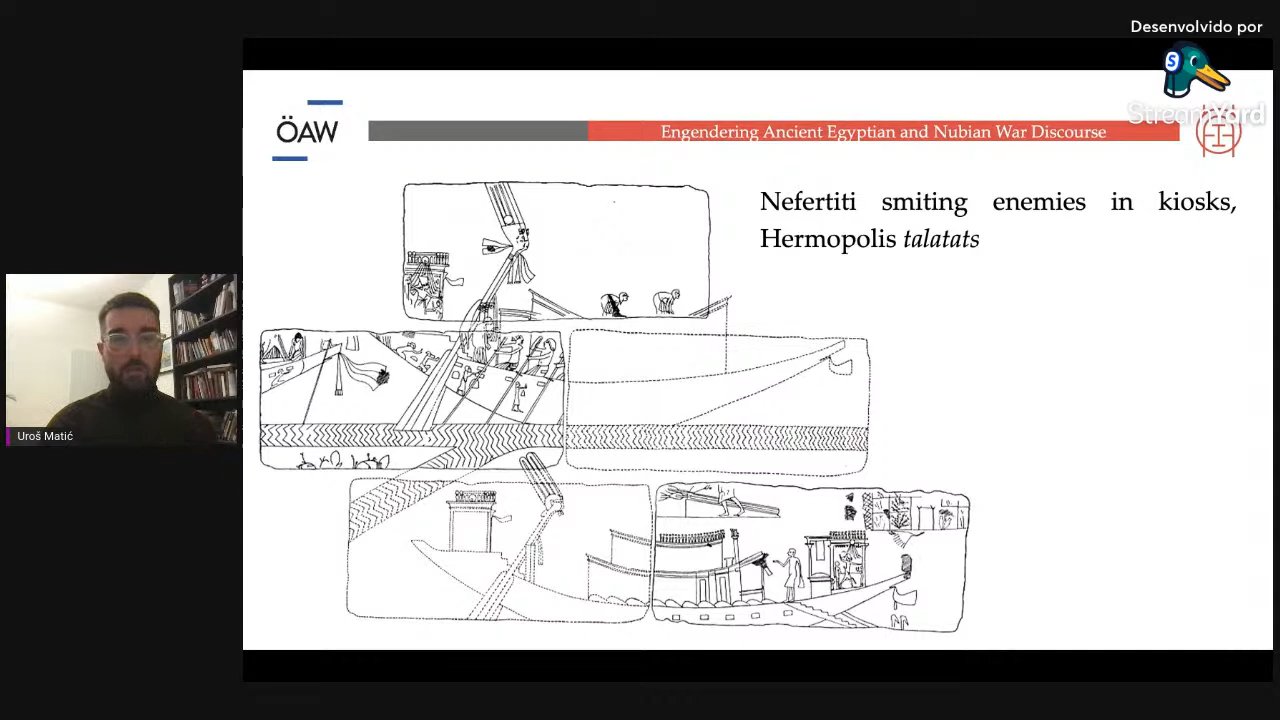 Desenvolvido por
S
StreamYard
ÖAW
Engendering Ancient Egyptian and Nubian War Discourse
Nefertiti smiting enemies in kiosks,
Hermopolis talatats
Uroš Matić